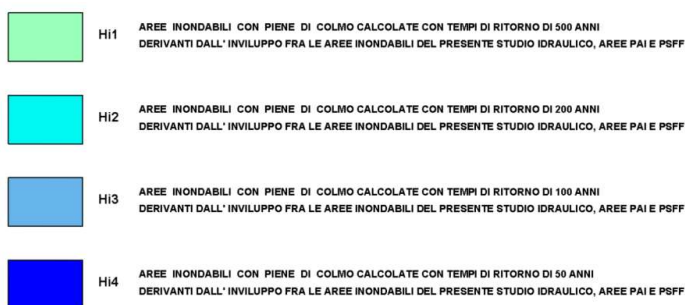 Hi1 AREE INONDABILI CON PIENE DI COLMO CALCOLATE CON TEMPI DI RITORNO DI 500 ANNI
DERIVANTI DALL' INVILUPPO FRA LE AREE INONDABILI DEL PRESENTE STUDIO IDRAULICO, AREE PAI E PSFF
Hi2 AREE INONDABILI CON PIENE DI COLMO CALCOLATE CON TEMPI DI RITORNO DI 200 ANNI
DERIVANTI DALL' INVILUPPO FRA LE AREE INONDABILI DEL PRESENTE STUDIO IDRAULICO, AREE PAI E PSFF
Hi3 AREE INONDABILI CON PIENE DI COLMO CALCOLATE CON TEMPI DI RITORNO DI 100 ANNI
DERIVANTI DALL' INVILUPPO FRA LE AREE INONDABILI DEL PRESENTE STUDIO IDRAULICO, AREE PAI E PSFF
Hi4 AREE INONDABILI CON PIENE DI COLMO CALCOLATE CON TEMPI DI RITORNO DI 50 ANNI
DERIVANTI DALL' INVILUPPO FRA LE AREE INONDABILI DEL PRESENTE STUDIO IDRAULICO, AREE PAI E PSFF